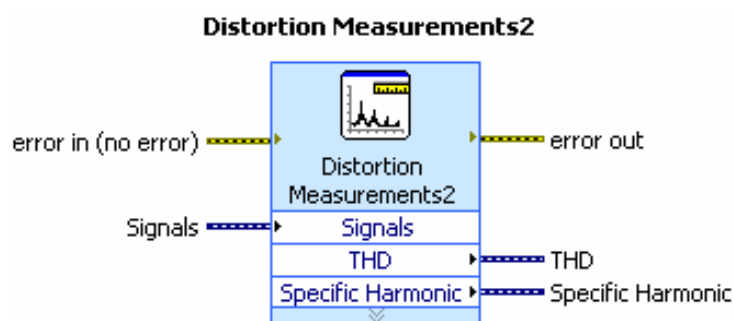 Distortion Measurements2
error in (no error)
error out
Distortion
Measurements2
Signals
Signals
THD
THD
Specific Harmonic
Specific Harmonic